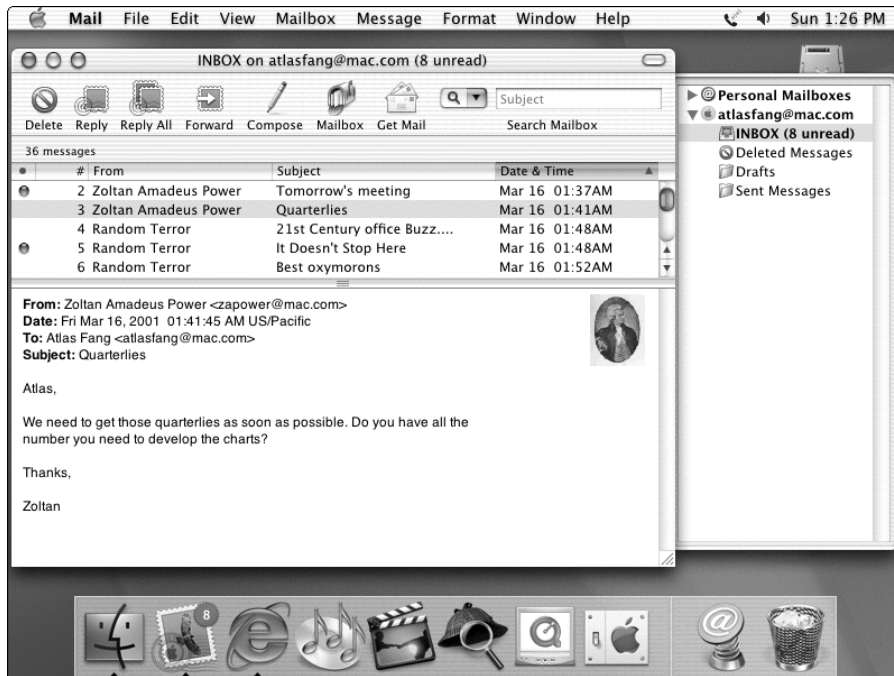 Mail File Edit View Mailbox Message Format Window Help Sun 1:26 PM
INBOX on atlasfang@mac.com (8 unread)
Subject
Delete Reply Reply All Forward Compose Mailbox Get Mail Search Mailbox
36 messages
# From Subject Date & Time
2 Zoltan Amadeus Power Tomorrow's meeting Mar 16 01:37AM
3 Zoltan Amadeus Power Quarterlies Mar 16 01:41AM
4 Random Terror 21st Century office Buzz.... Mar 16 01:48AM
5 Random Terror It Doesn't Stop Here Mar 16 01:48AM
6 Random Terror Best oxymorons Mar 16 01:52AM
From: Zoltan Amadeus Power <zapower@mac.com>
Date: Fri Mar 16, 2001 01:41:45 AM US/Pacific
To: Atlas Fang <atlasfang@mac.com>
Subject: Quarterlies
Atlas,
We need to get those quarterlies as soon as possible. Do you have all the
number you need to develop the charts?
Thanks,
Zoltan
@ Personal Mailboxes
atlasfang@mac.com
INBOX (8 unread)
Deleted Messages
Drafts
Sent Messages
8
@